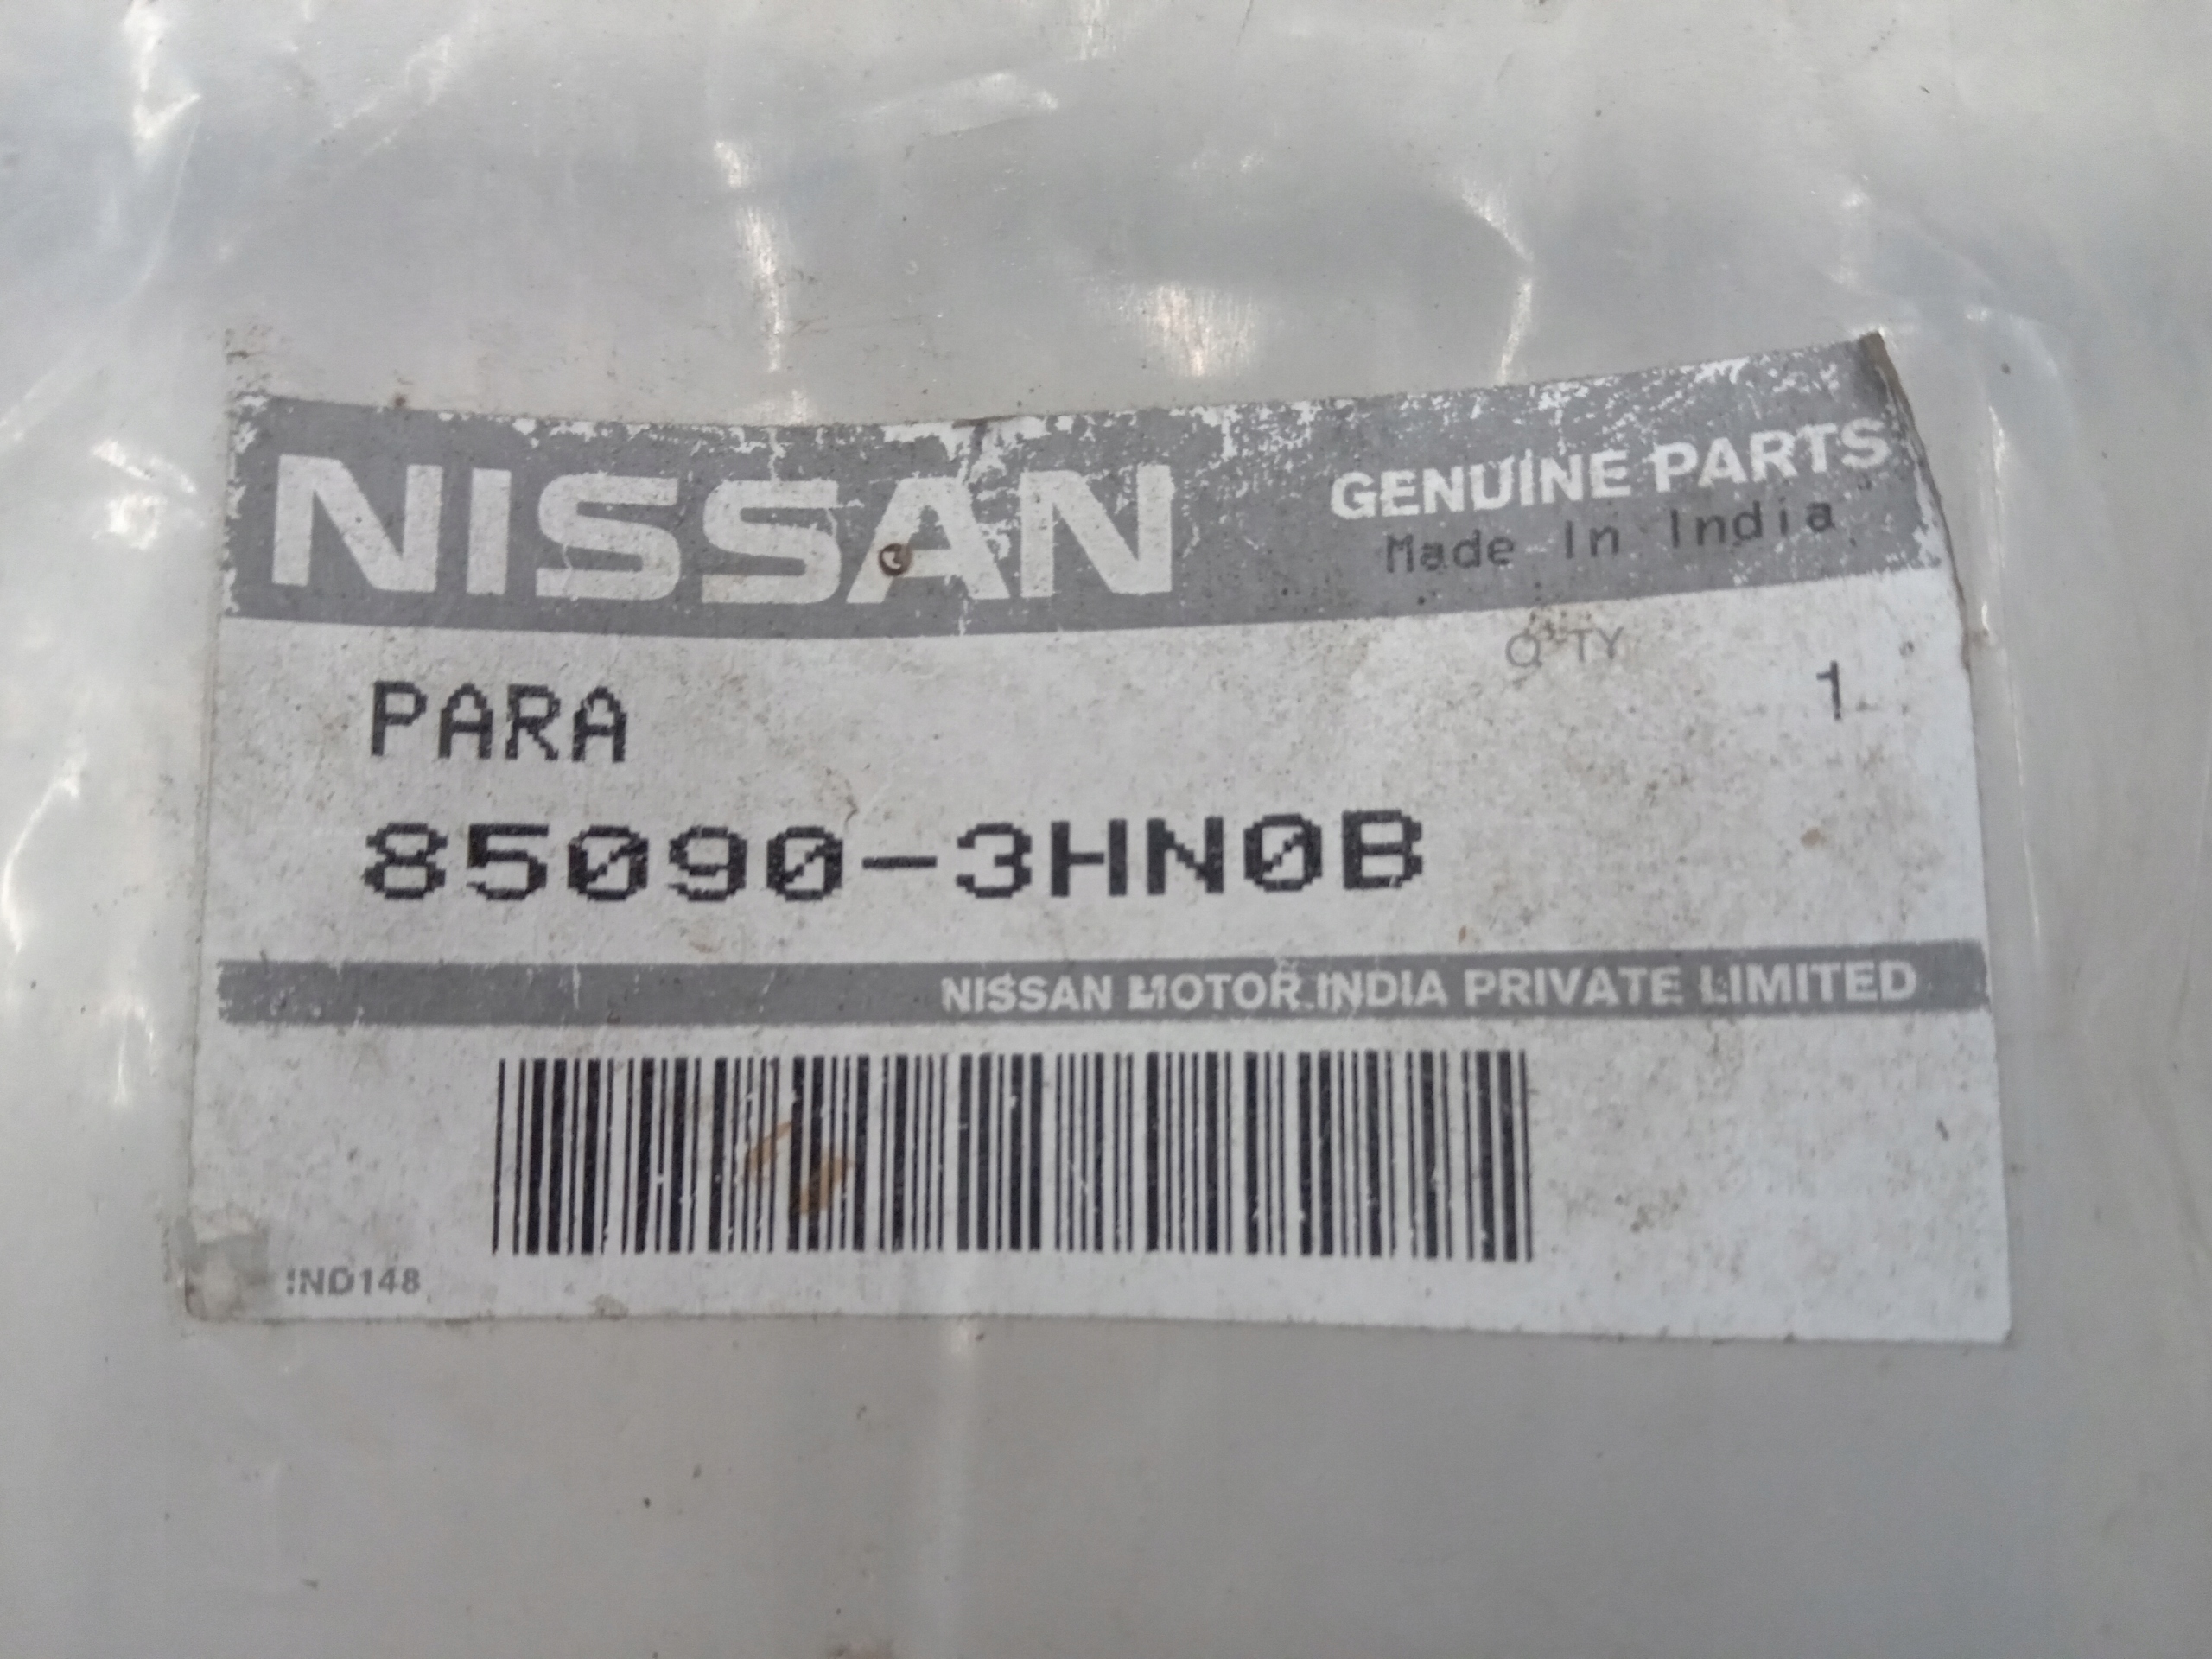 NISSAN
GENUINE PARTS
Made In India
Q'TY 1
PARA
85090-3HN0B
NISSAN MOTOR INDIA PRIVATE LIMITED
IND148